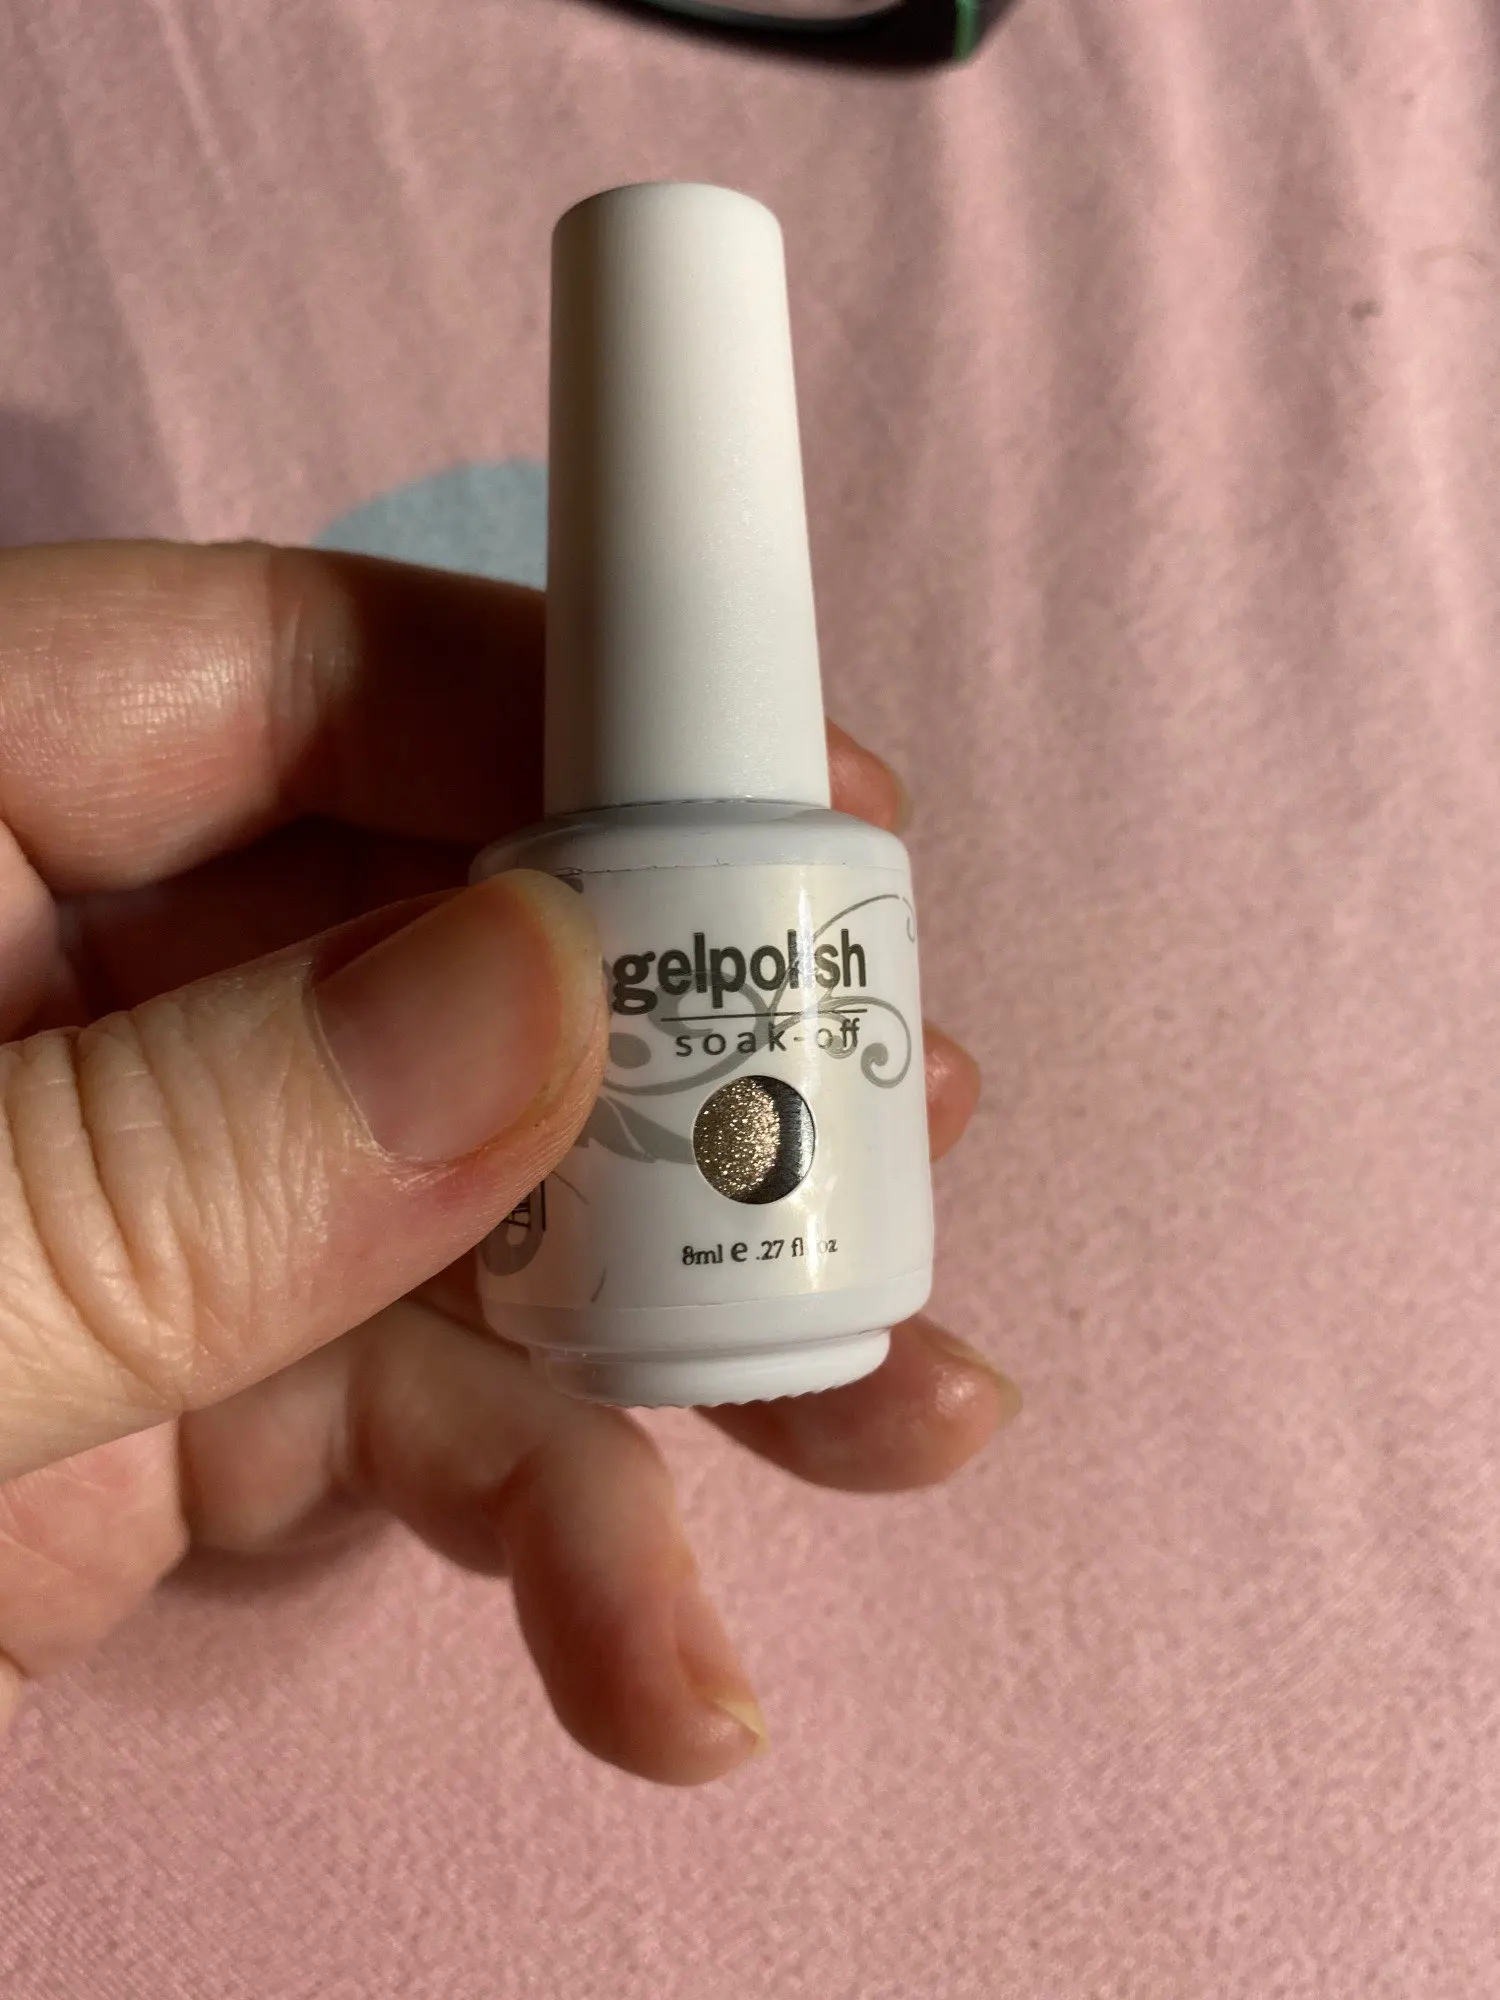 gelpolish
soak-off
8ml e .27 fl oz